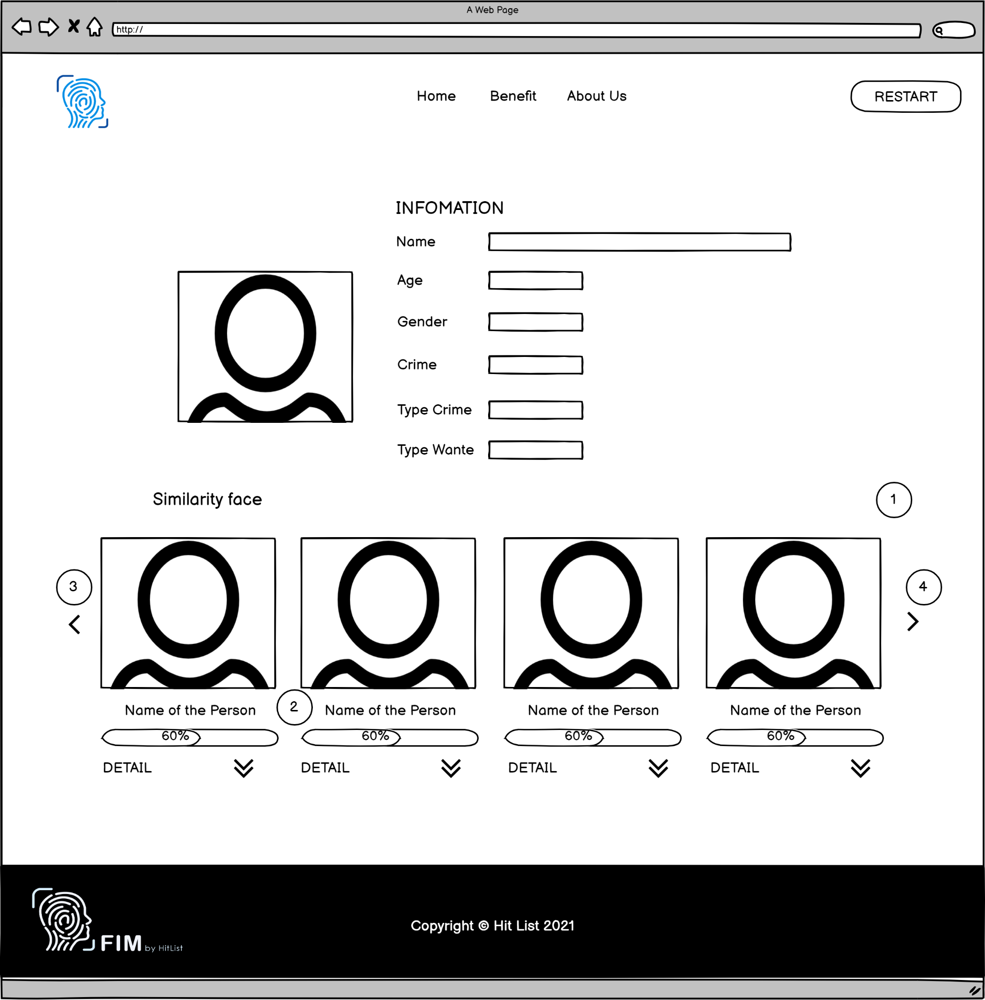 A Web Page
http://
Home Benefit About Us RESTART
INFOMATION
Name
Age
Gender
Crime
Type Crime
Type Wante
Similarity face 1
3 4
2
Name of the Person Name of the Person Name of the Person Name of the Person
60% 60% 60% 60%
DETAIL DETAIL DETAIL DETAIL
Copyright © Hit List 2021
FIM by HitList